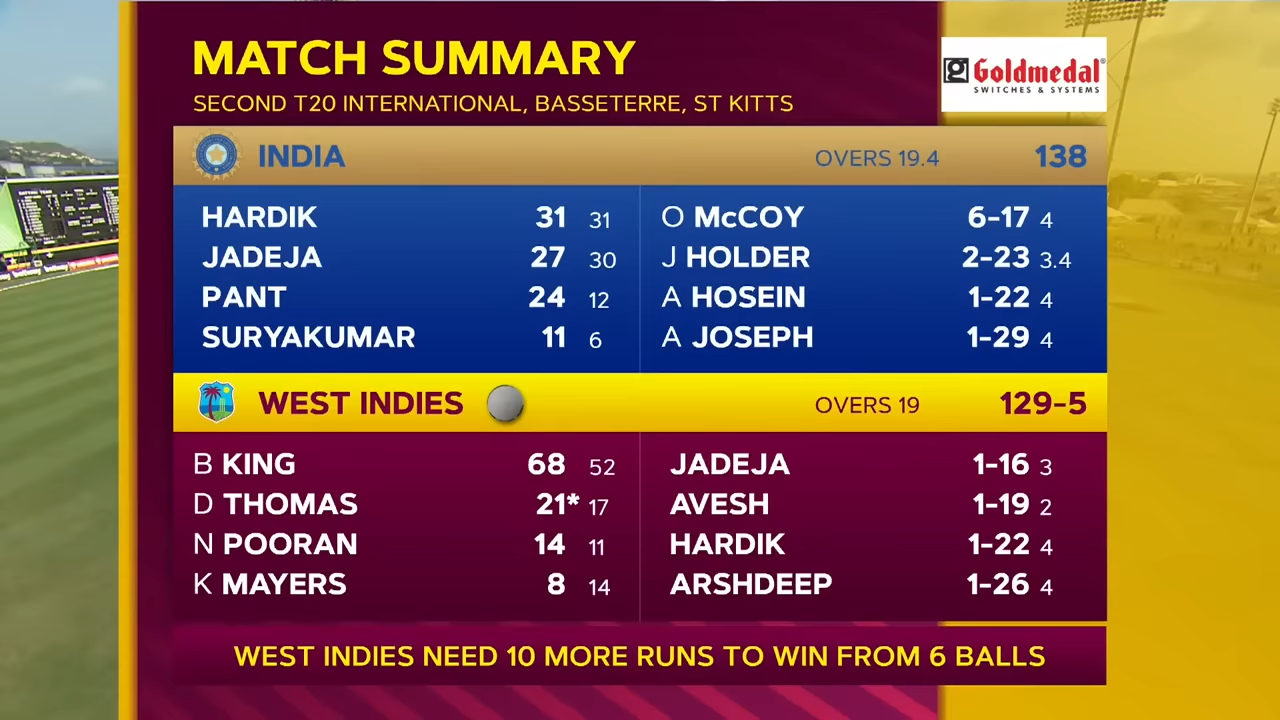 MATCH SUMMARY
SECOND T20 INTERNATIONAL, BASSETERRE, ST KITTS
Goldmedal
SWITCHES & SYSTEMS
INDIA OVERS 19.4 138
HARDIK 31 31 O McCOY 6-17 4
JADEJA 27 30 J HOLDER 2-23 3.4
PANT 24 12 A HOSEIN 1-22 4
SURYAKUMAR 11 6 A JOSEPH 1-29 4
WEST INDIES OVERS 19 129-5
B KING 68 52 JADEJA 1-16 3
D THOMAS 21* 17 AVESH 1-19 2
N POORAN 14 11 HARDIK 1-22 4
K MAYERS 8 14 ARSHDEEP 1-26 4
WEST INDIES NEED 10 MORE RUNS TO WIN FROM 6 BALLS